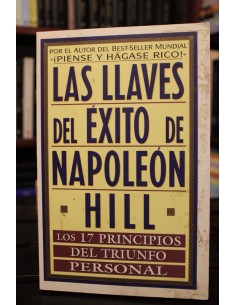 POR EL AUTOR DEL BEST-SELLER MUNDIAL
¡PIENSE Y HÁGASE RICO!
LAS LLAVES
DEL ÉXITO DE
NAPOLEÓN
HILL
LOS 17 PRINCIPIOS
DEL TRIUNFO
PERSONAL